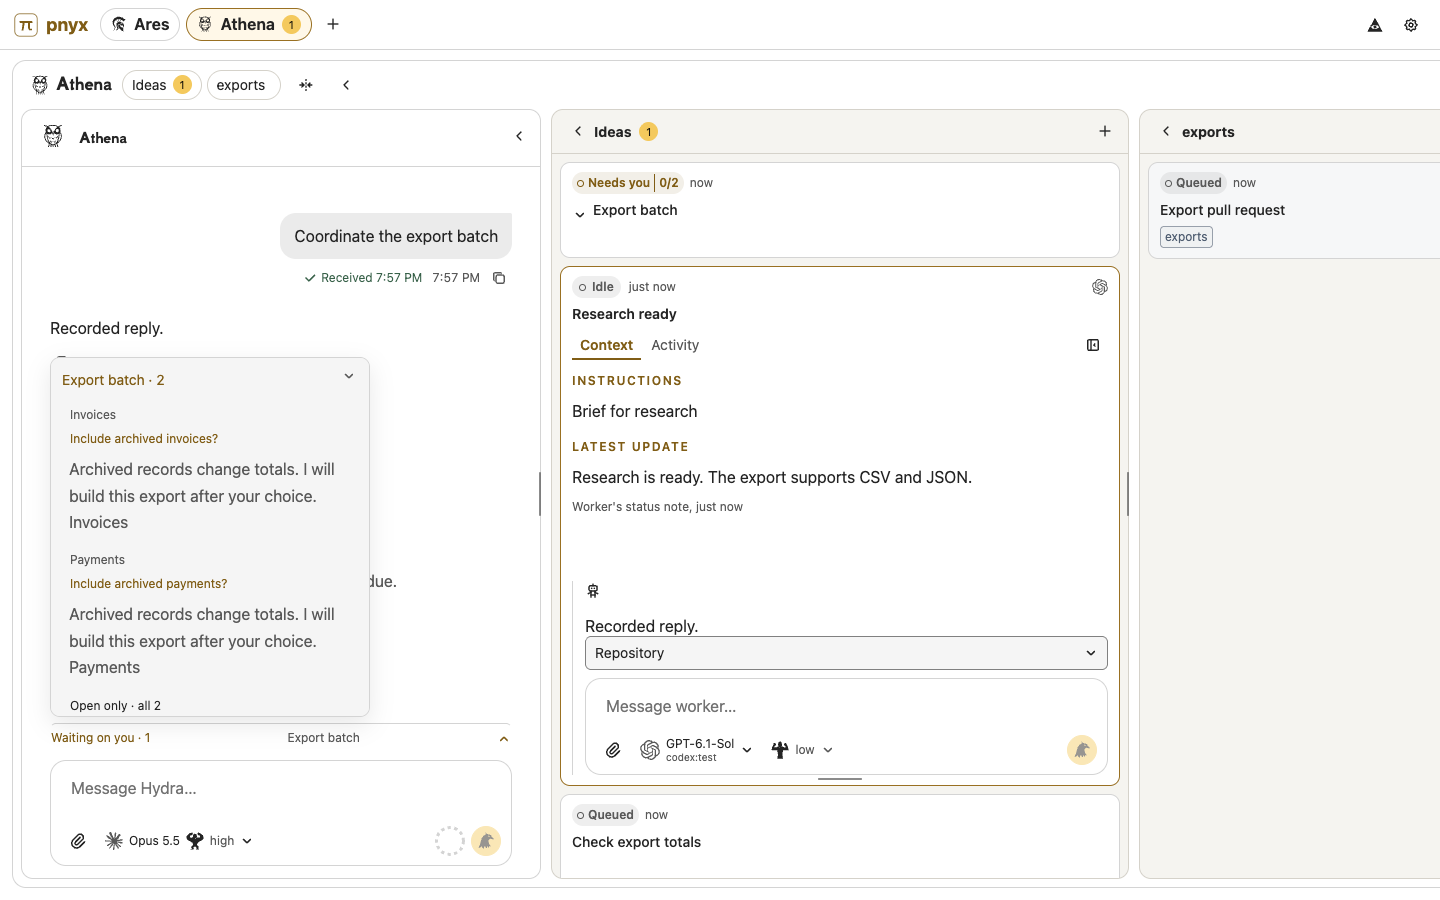 π pnyx Ares Athena 1 +
Athena Ideas 1 exports
Athena
Coordinate the export batch
Received 7:57 PM 7:57 PM
Recorded reply.
due.
Export batch · 2
Invoices
Include archived invoices?
Archived records change totals. I will
build this export after your choice.
Invoices
Payments
Include archived payments?
Archived records change totals. I will
build this export after your choice.
Payments
Open only · all 2
Waiting on you · 1 Export batch
Message Hydra...
Opus 5.5 high
Ideas 1 +
Needs you 0/2 now
Export batch
Idle just now
Research ready
Context Activity
INSTRUCTIONS
Brief for research
LATEST UPDATE
Research is ready. The export supports CSV and JSON.
Worker's status note, just now
Recorded reply.
Repository
Message worker...
GPT-6.1-Sol
codex:test
low
Queued now
Check export totals
exports
Queued now
Export pull request
exports